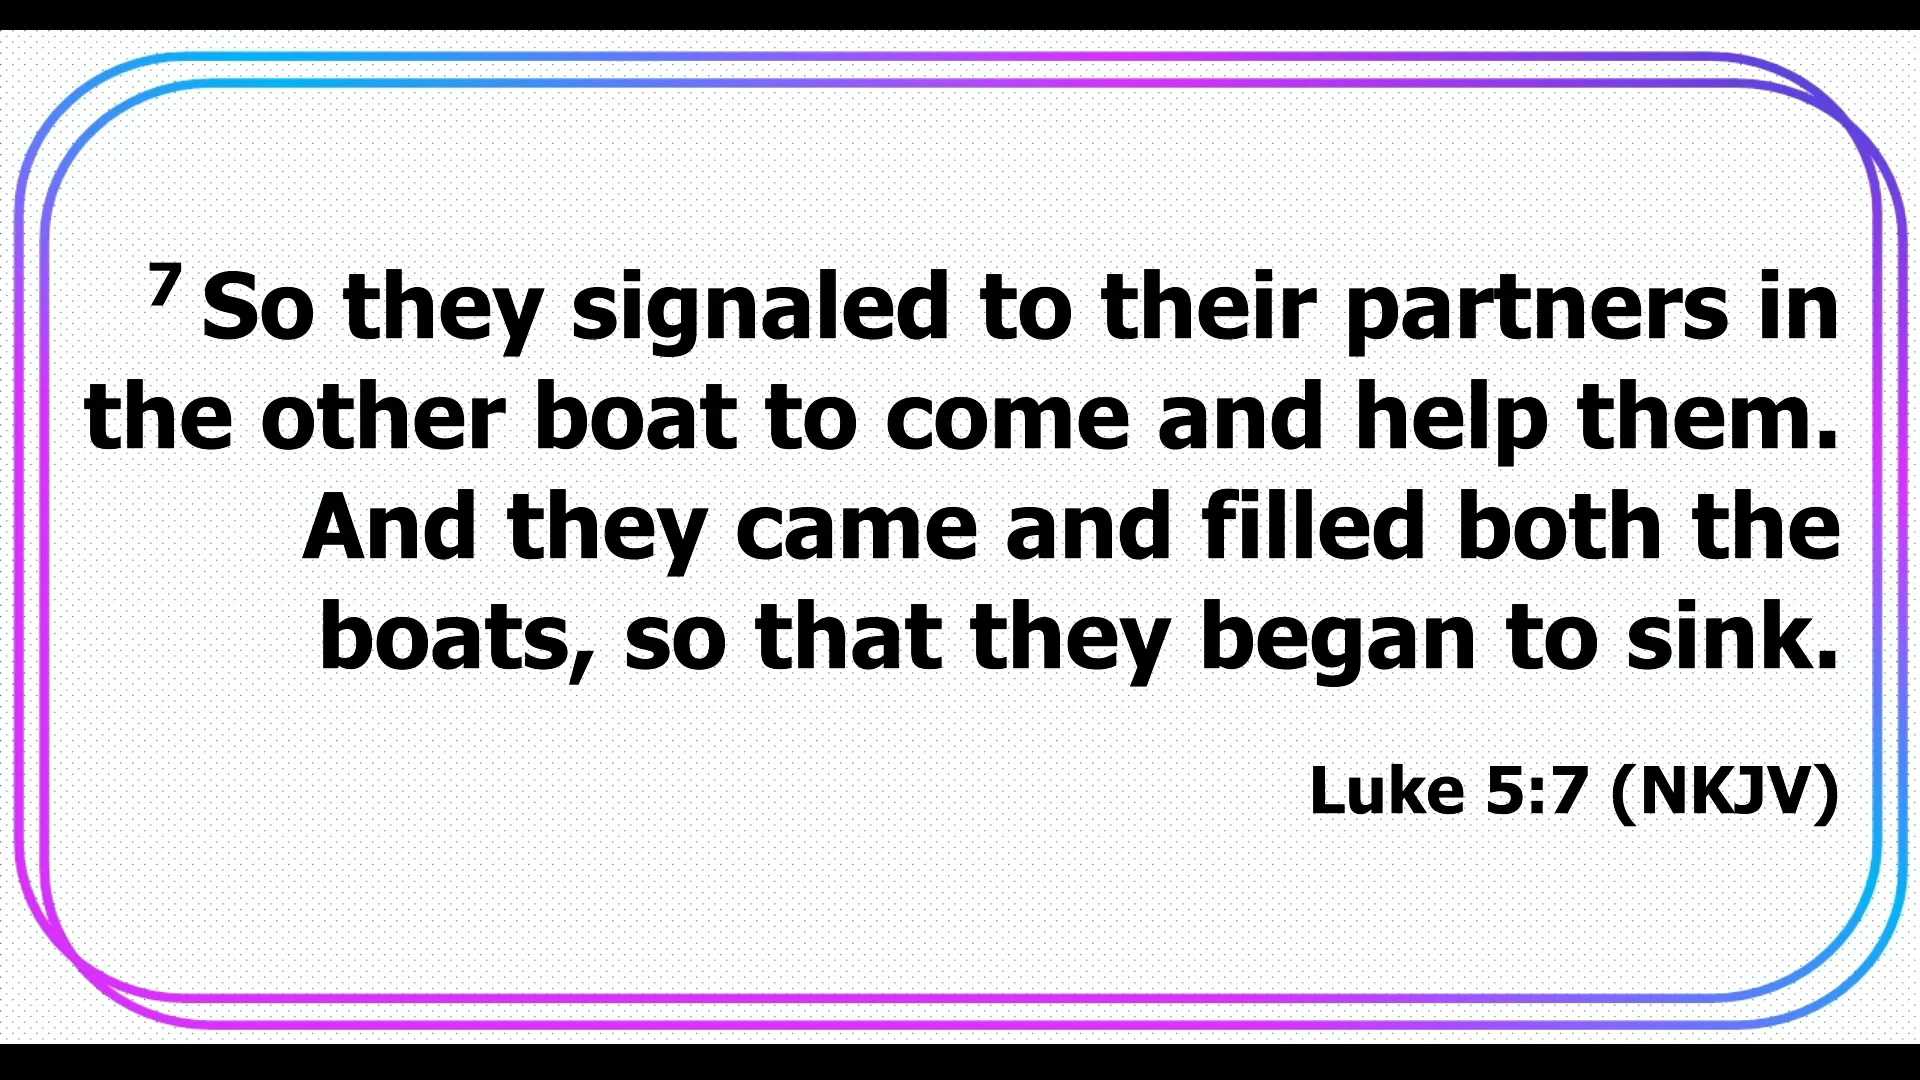 7 So they signaled to their partners in
the other boat to come and help them.
And they came and filled both the
boats, so that they began to sink.
Luke 5:7 (NKJV)